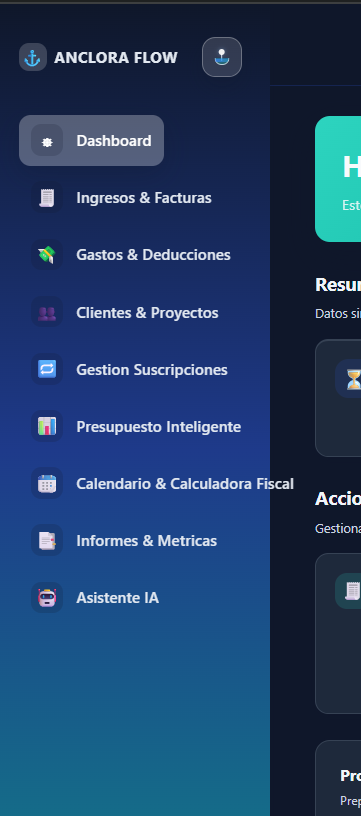 ANCLORA FLOW
Dashboard
Ingresos & Facturas
Gastos & Deducciones
Clientes & Proyectos
Gestion Suscripciones
Presupuesto Inteligente
Calendario & Calculadora Fiscal
Informes & Metricas
Asistente IA
H
Este
Resu
Datos si
Accio
Gestiona
Pro
Prep